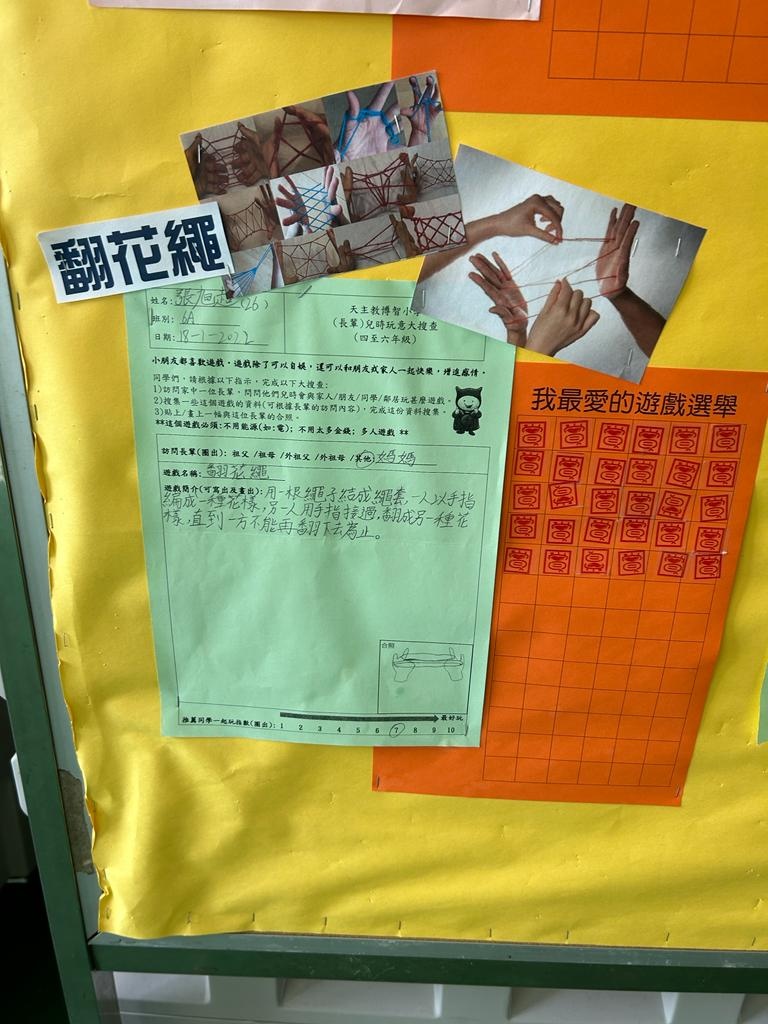 翻花繩
姓名:張旭超(26)
班別:6A
日期:18-1-2022
天主教博智小學
(長輩)兒時玩意大搜查
(四至六年級)
小朋友都喜歡遊戲。遊戲除了可以自娛,還可以和朋友或家人一起快樂,增進感情。
同學們,請根據以下指示,完成以下大搜查:
1)訪問家中一位長輩,問問他們兒時會與家人/朋友/同學/鄰居玩甚麼遊戲。
2)搜集一些這個遊戲的資料(可根據長輩的訪問內容),完成這份資料搜集。
3)貼上/畫上一幅與這位長輩的合照。
**這個遊戲必須:不用能源(如:電);不用太多金錢;多人遊戲 **
訪問長輩(圈出):祖父 /祖母 /外祖父 /外祖母 /其他:媽媽
遊戲名稱:翻花繩
遊戲簡介(可寫出及畫出):用一根繩子結成繩套,一人以手指
編成一種花樣,另一人用手指接過,翻成另一種花
樣,直到一方不能再翻下去為止。
合照
最好玩
推薦同學一起玩指數(圈出):1 2 3 4 5 6 7 8 9 10
我最愛的遊戲選舉